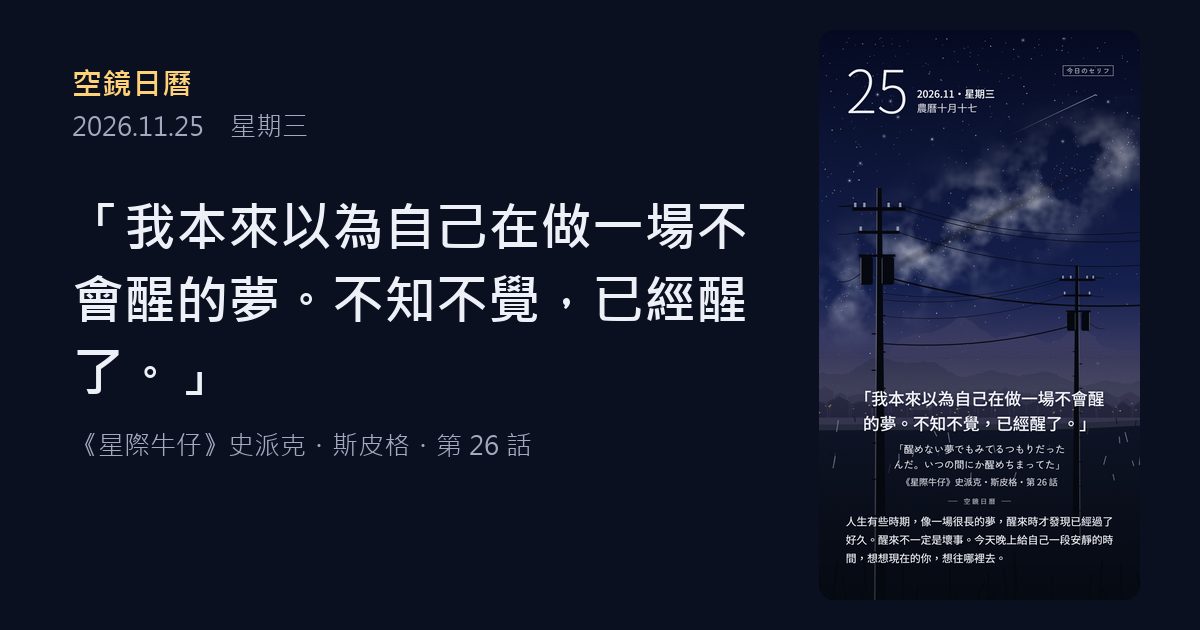 空鏡日曆
2026.11.25　星期三
「我本來以為自己在做一場不
會醒的夢。不知不覺，已經醒
了。」
《星際牛仔》史派克・斯皮格・第 26 話
25
2026.11・星期三
農曆十月十七
今日のセリフ
「我本來以為自己在做一場不會醒
的夢。不知不覺，已經醒了。」
「醒めない夢でもみてるつもりだった
んだ。いつの間にか醒めちまってた」
《星際牛仔》史派克・斯皮格・第 26 話
空鏡日曆
人生有些時期，像一場很長的夢，醒來時才發現已經過了
好久。醒來不一定是壞事。今天晚上給自己一段安靜的時
間，想想現在的你，想往哪裡去。